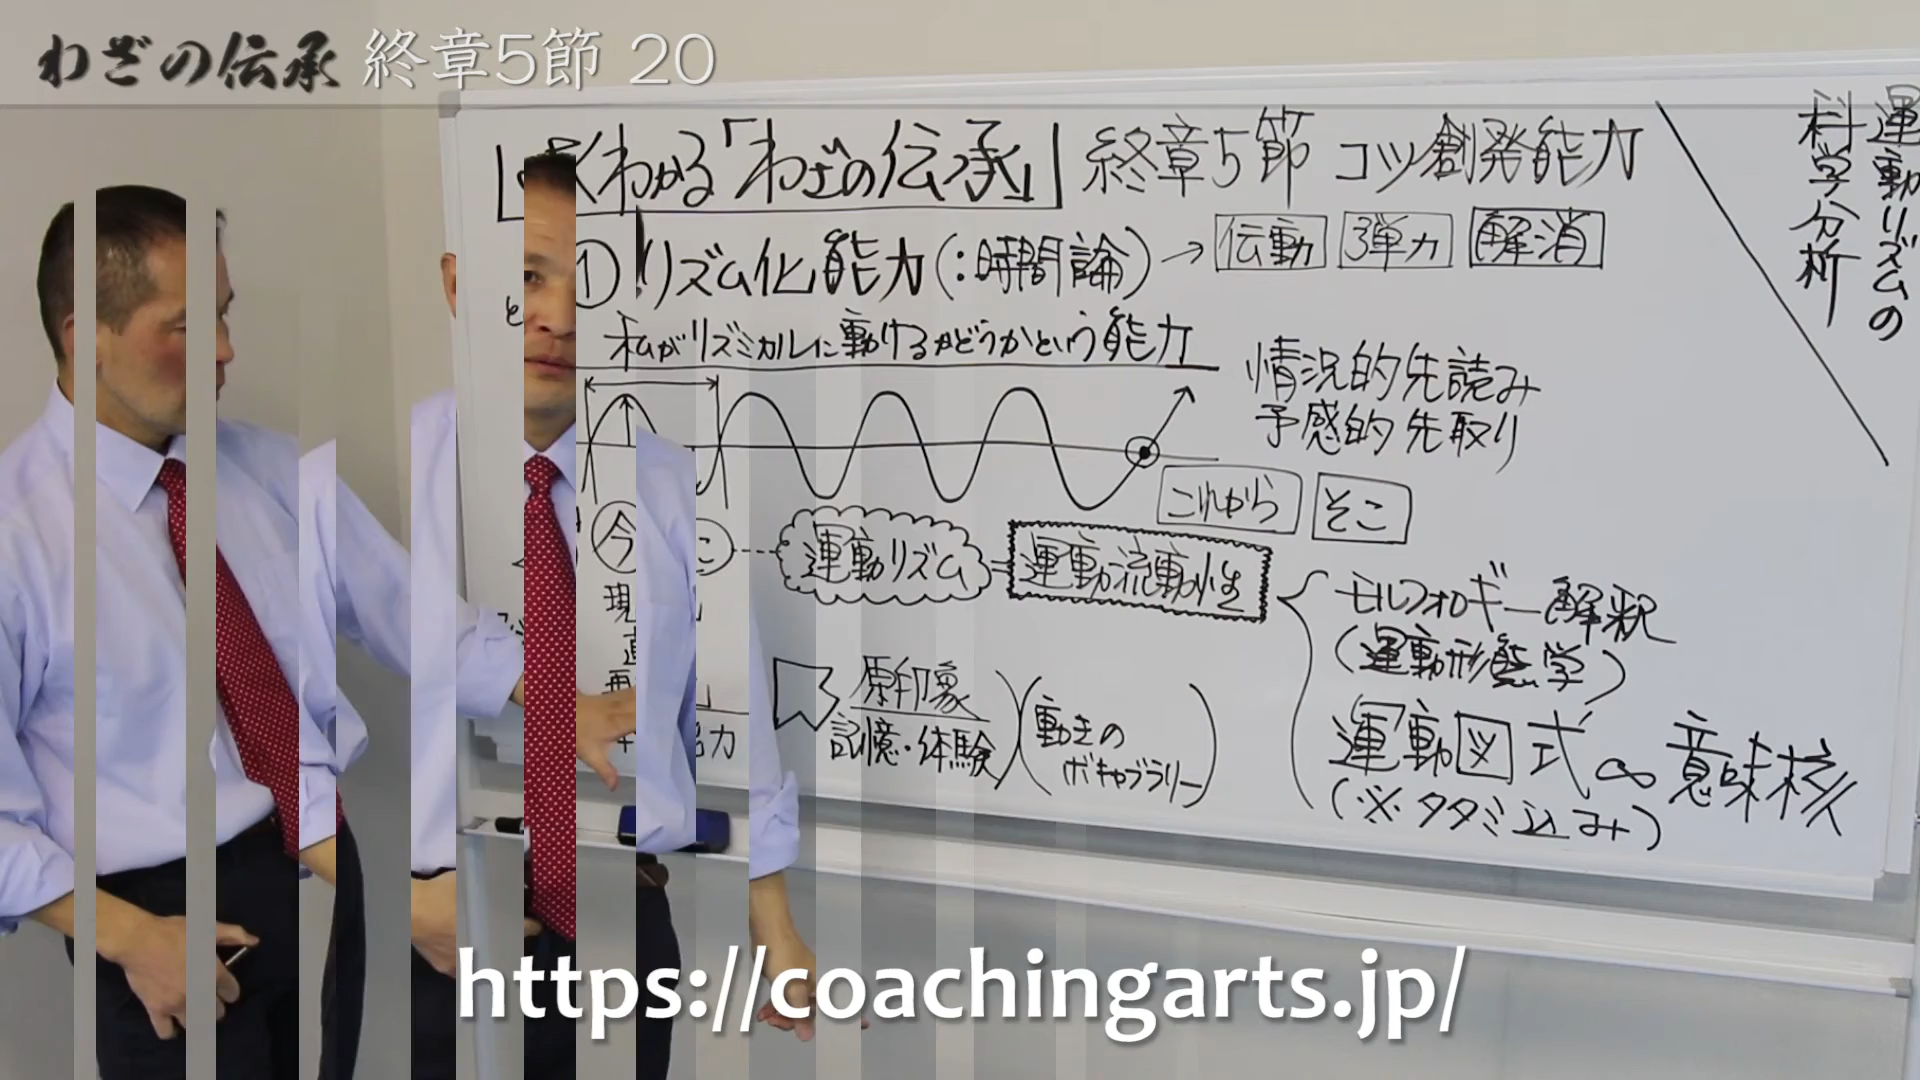 わざの伝承 終章5節 20
よくわかる「わざの伝承」 終章5節 コツ創発能力
運動リズムの
科学分析
① リズム化能力(:時間論) → 伝動 弾力 解消
と
私がリズミカルに動けるかどうかという能力
情況的先読み
予感的先取り
これから そこ
今 こ
運動リズム = 運動流動性
モルフォロギー解釈
(運動形態学)
現
直
再
能力
原印象
記憶・体験
(動きの
ボキャブラリー)
運動図式 ∞ 意味核
(※タタミ込み)
https://coachingarts.jp/